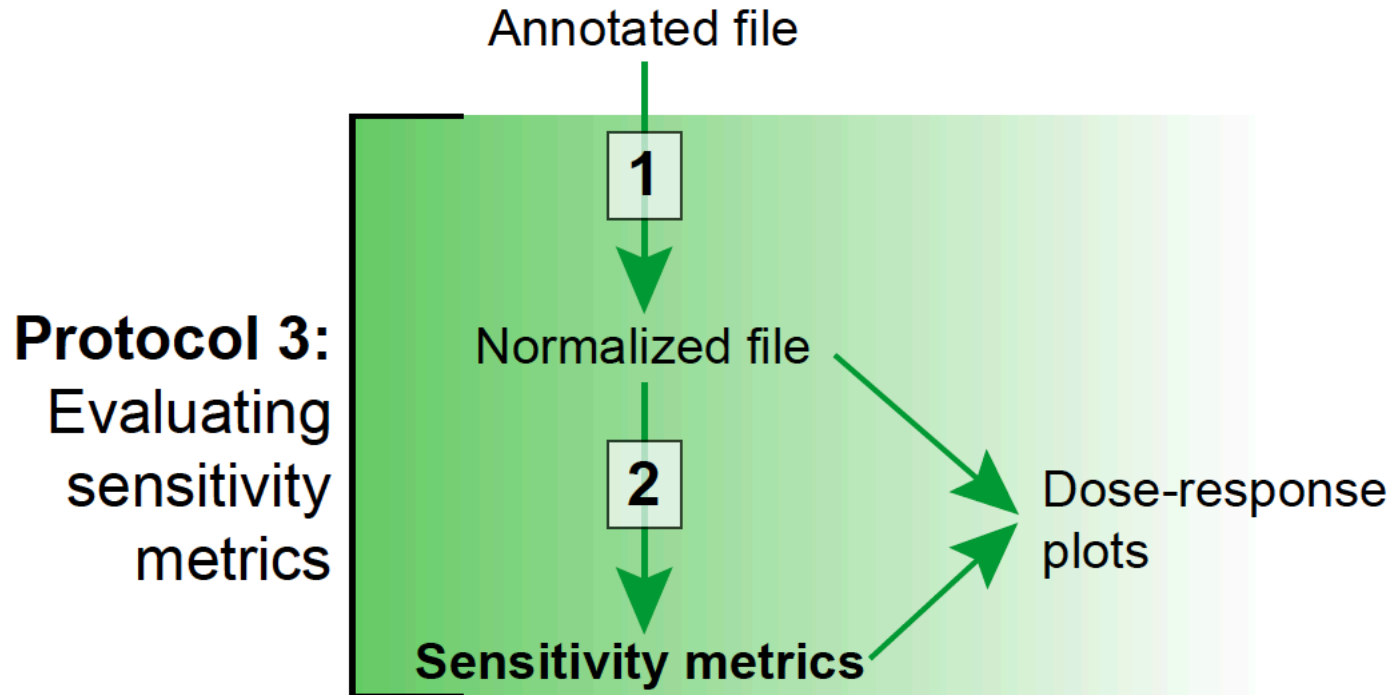 Annotated file
1
Protocol 3:
Evaluating
sensitivity
metrics
Normalized file
2
Dose-response
plots
Sensitivity metrics